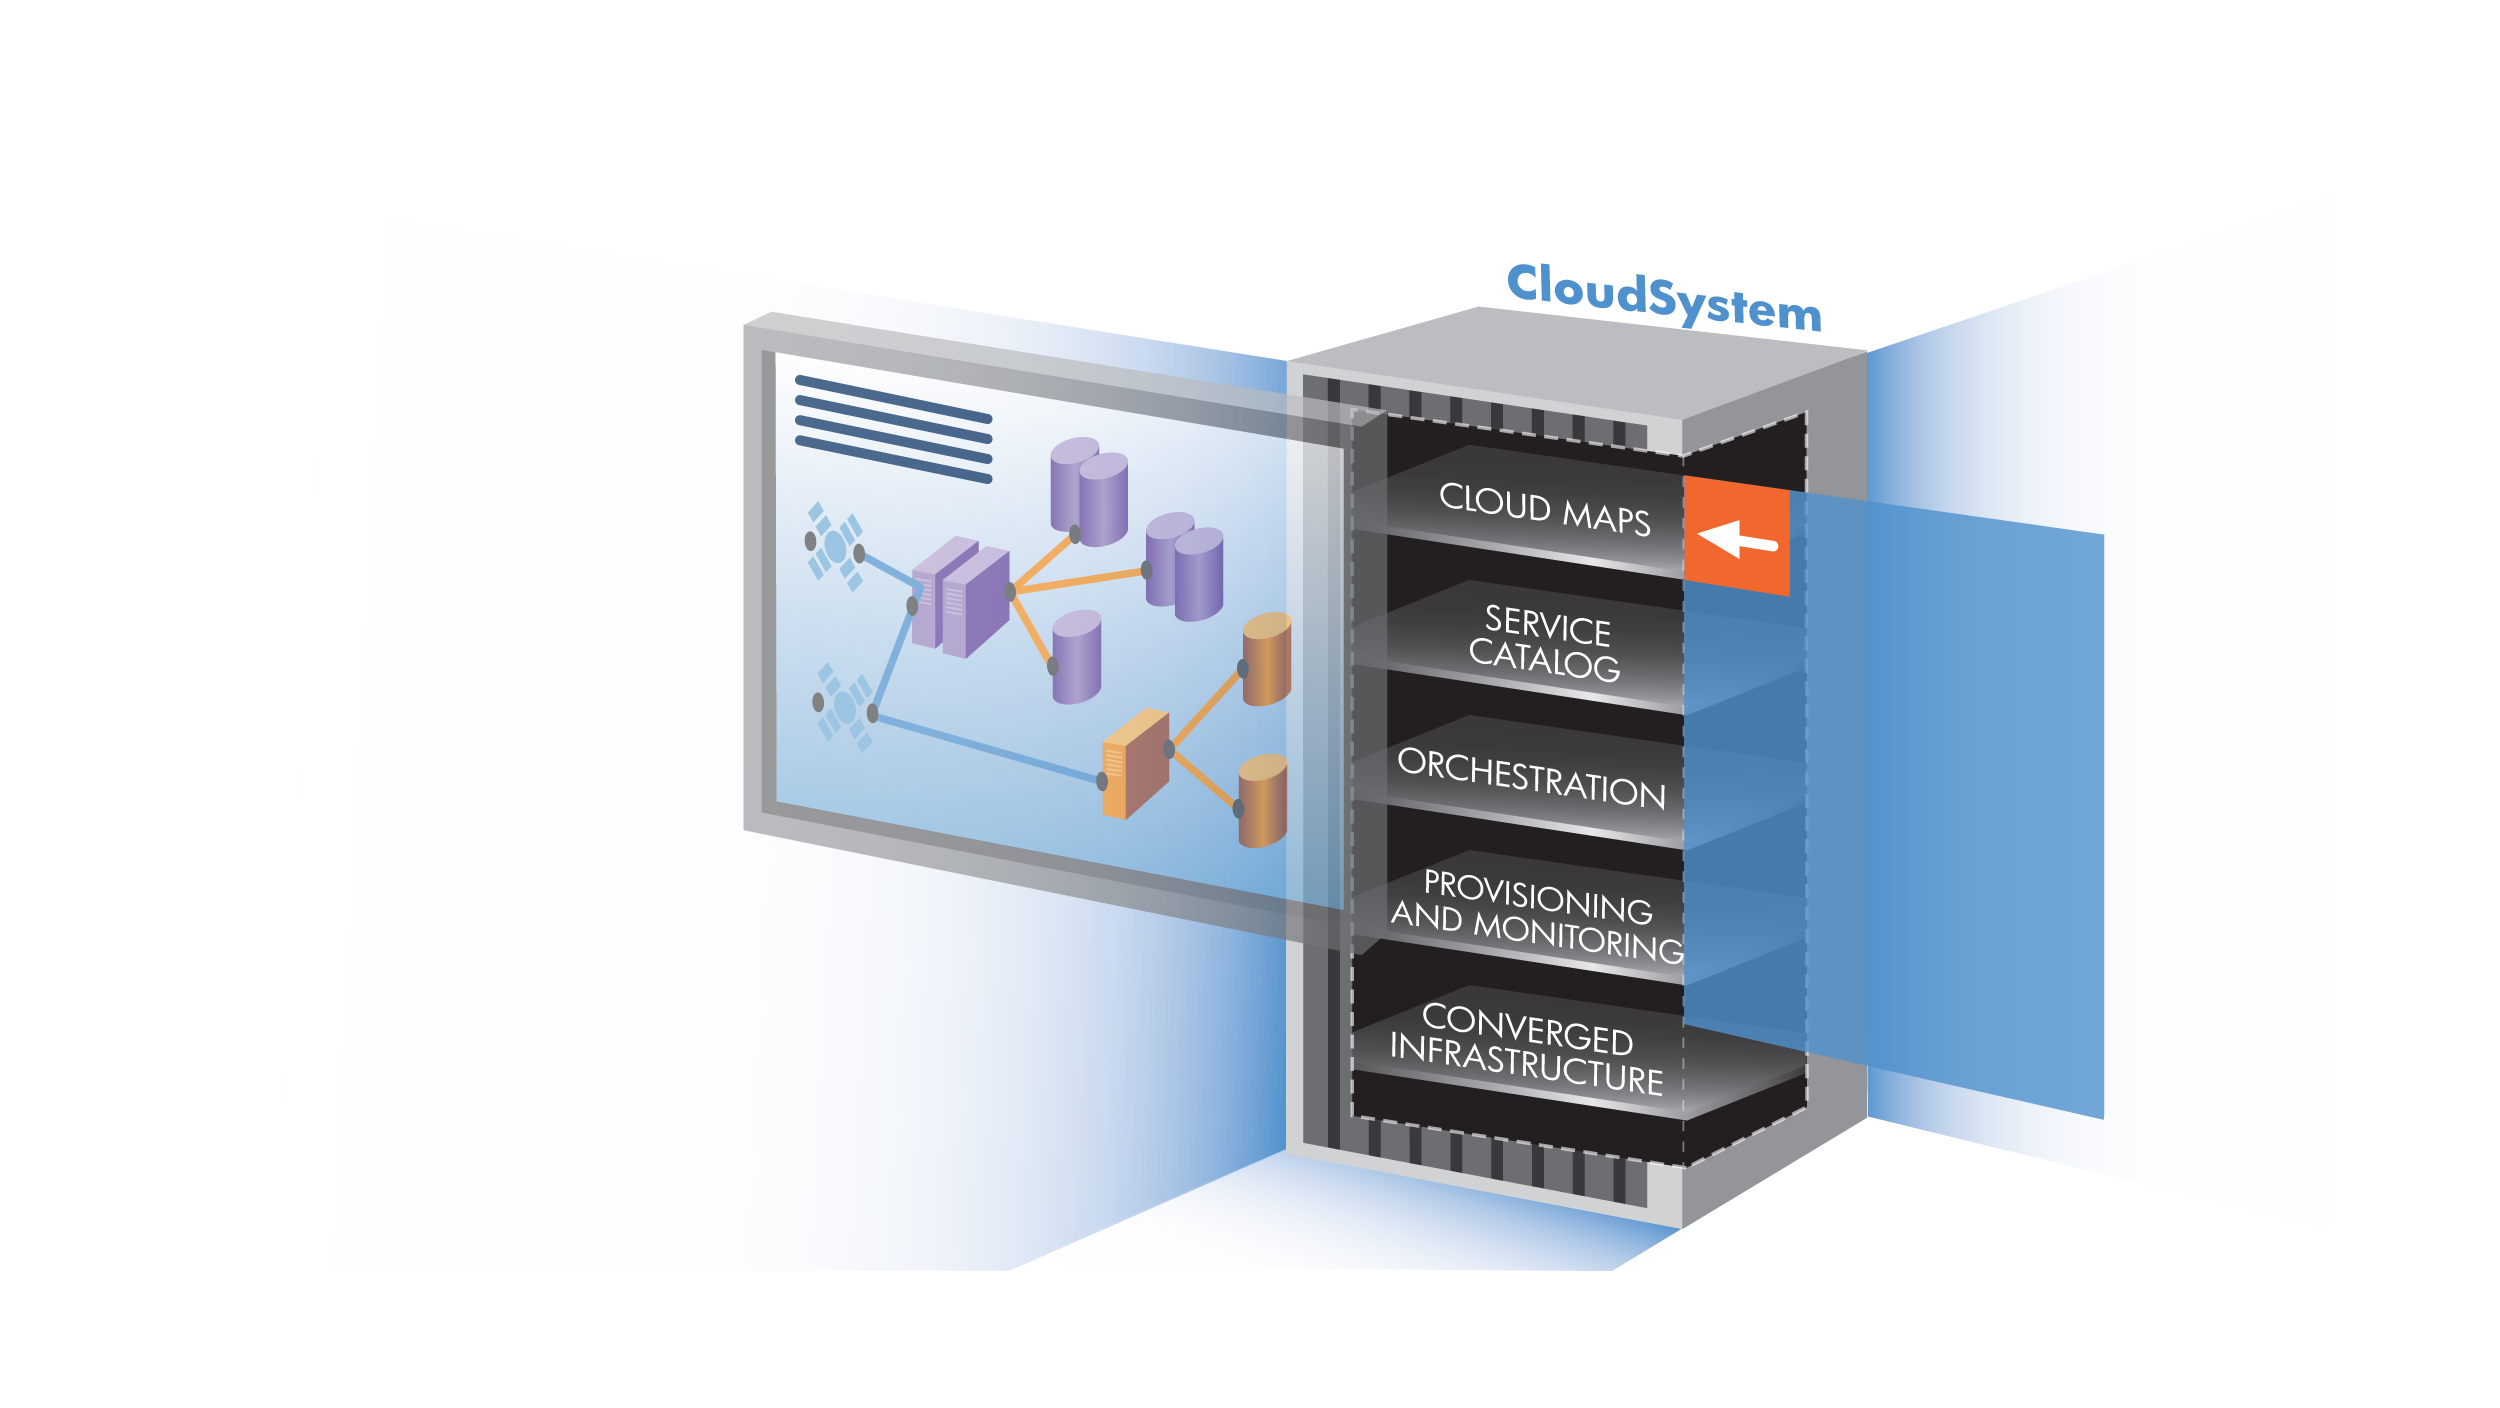 CloudSystem
CLOUD MAPS
SERVICE
CATALOG
ORCHESTRATION
PROVISIONING
AND MONITORING
CONVERGED
INFRASTRUCTURE